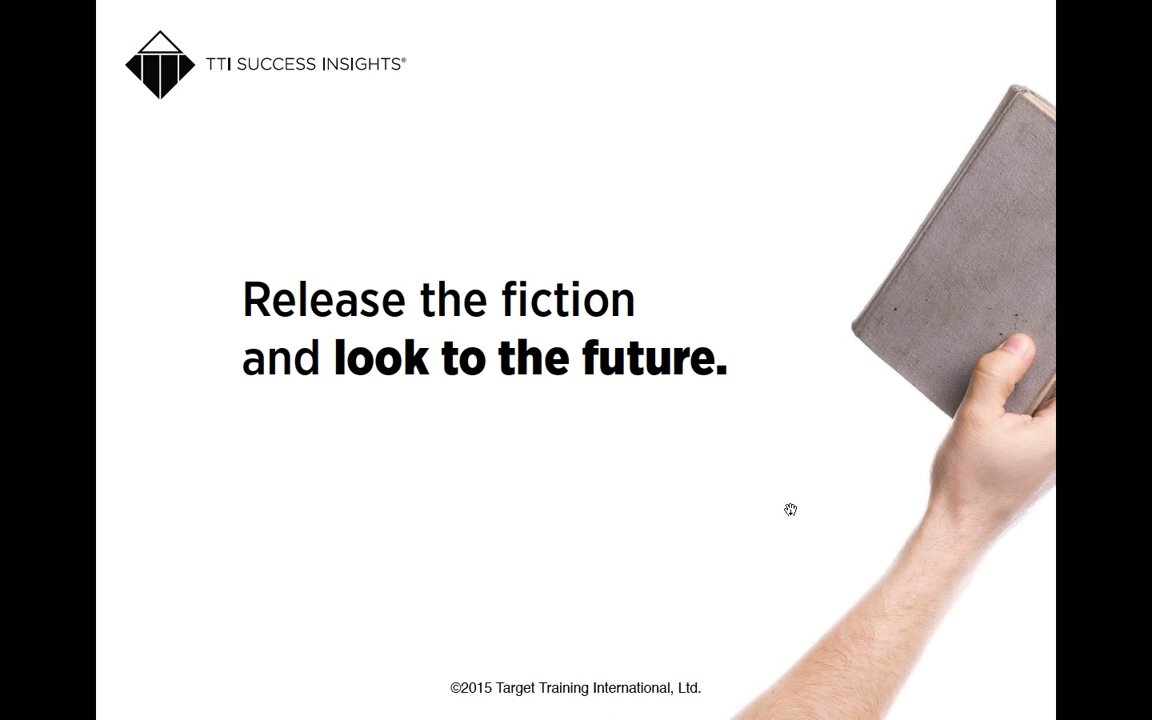 TTI SUCCESS INSIGHTS®
Release the fiction
and look to the future.
©2015 Target Training International, Ltd.